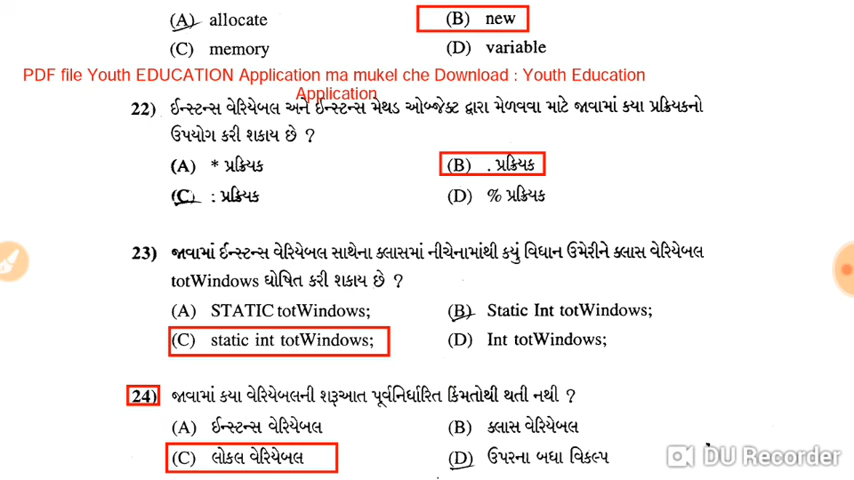 (A) allocate (B) new
(C) memory (D) variable
PDF file Youth EDUCATION Application ma mukel che Download : Youth Education
Application
22) ઈન્સ્ટન્સ વેરિયેબલ અને ઈન્સ્ટન્સ મેથડ ઓબ્જેક્ટ દ્વારા મેળવવા માટે જાવામાં કયા પ્રક્રિયકનો
ઉપયોગ કરી શકાય છે ?
(A) * પ્રક્રિયક (B) . પ્રક્રિયક
(C) : પ્રક્રિયક (D) % પ્રક્રિયક
23) જાવામાં ઈન્સ્ટન્સ વેરિયેબલ સાથેના ક્લાસમાં નીચેનામાંથી કયું વિધાન ઉમેરીને ક્લાસ વેરિયેબલ
totWindows ઘોષિત કરી શકાય છે ?
(A) STATIC totWindows; (B) Static Int totWindows;
(C) static int totWindows; (D) Int totWindows;
24) જાવામાં કયા વેરિયેબલની શરૂઆત પૂર્વનિર્ધારિત કિંમતોથી થતી નથી ?
(A) ઈન્સ્ટન્સ વેરિયેબલ (B) ક્લાસ વેરિયેબલ
(C) લોકલ વેરિયેબલ (D) ઉપરના બધા વિકલ્પ
DU Recorder